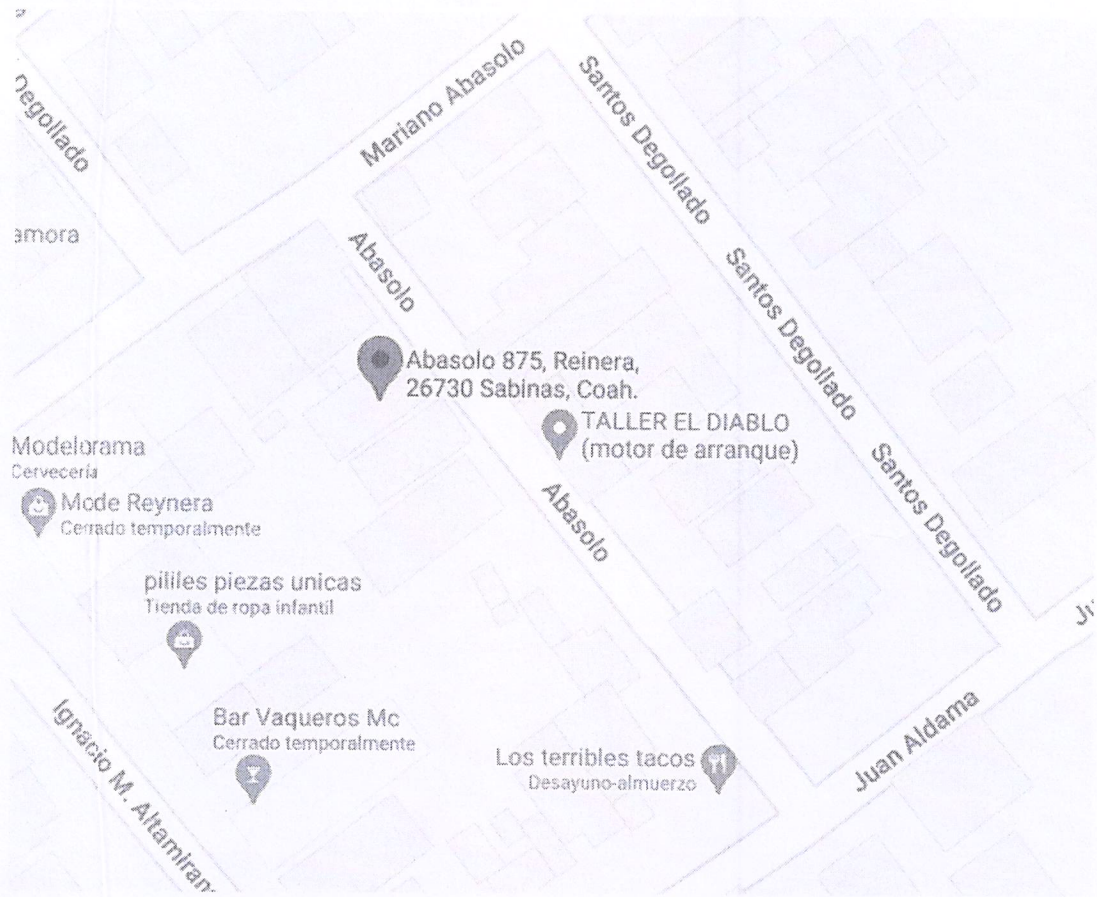 Degollado
Mariano Abasolo
Santos Degollado
amora
Abasolo
Santos Degollado
Abasolo 875, Reinera,
26730 Sabinas, Coah.
TALLER EL DIABLO
(motor de arranque)
Modelorama
Cervecería
Mode Reynera
Cerrado temporalmente
Abasolo
Santos Degollado
pililes piezas unicas
Tienda de ropa infantil
Ignacio M. Altamiran
Bar Vaqueros Mc
Cerrado temporalmente
Los terribles tacos
Desayuno-almuerzo
Juan Aldama